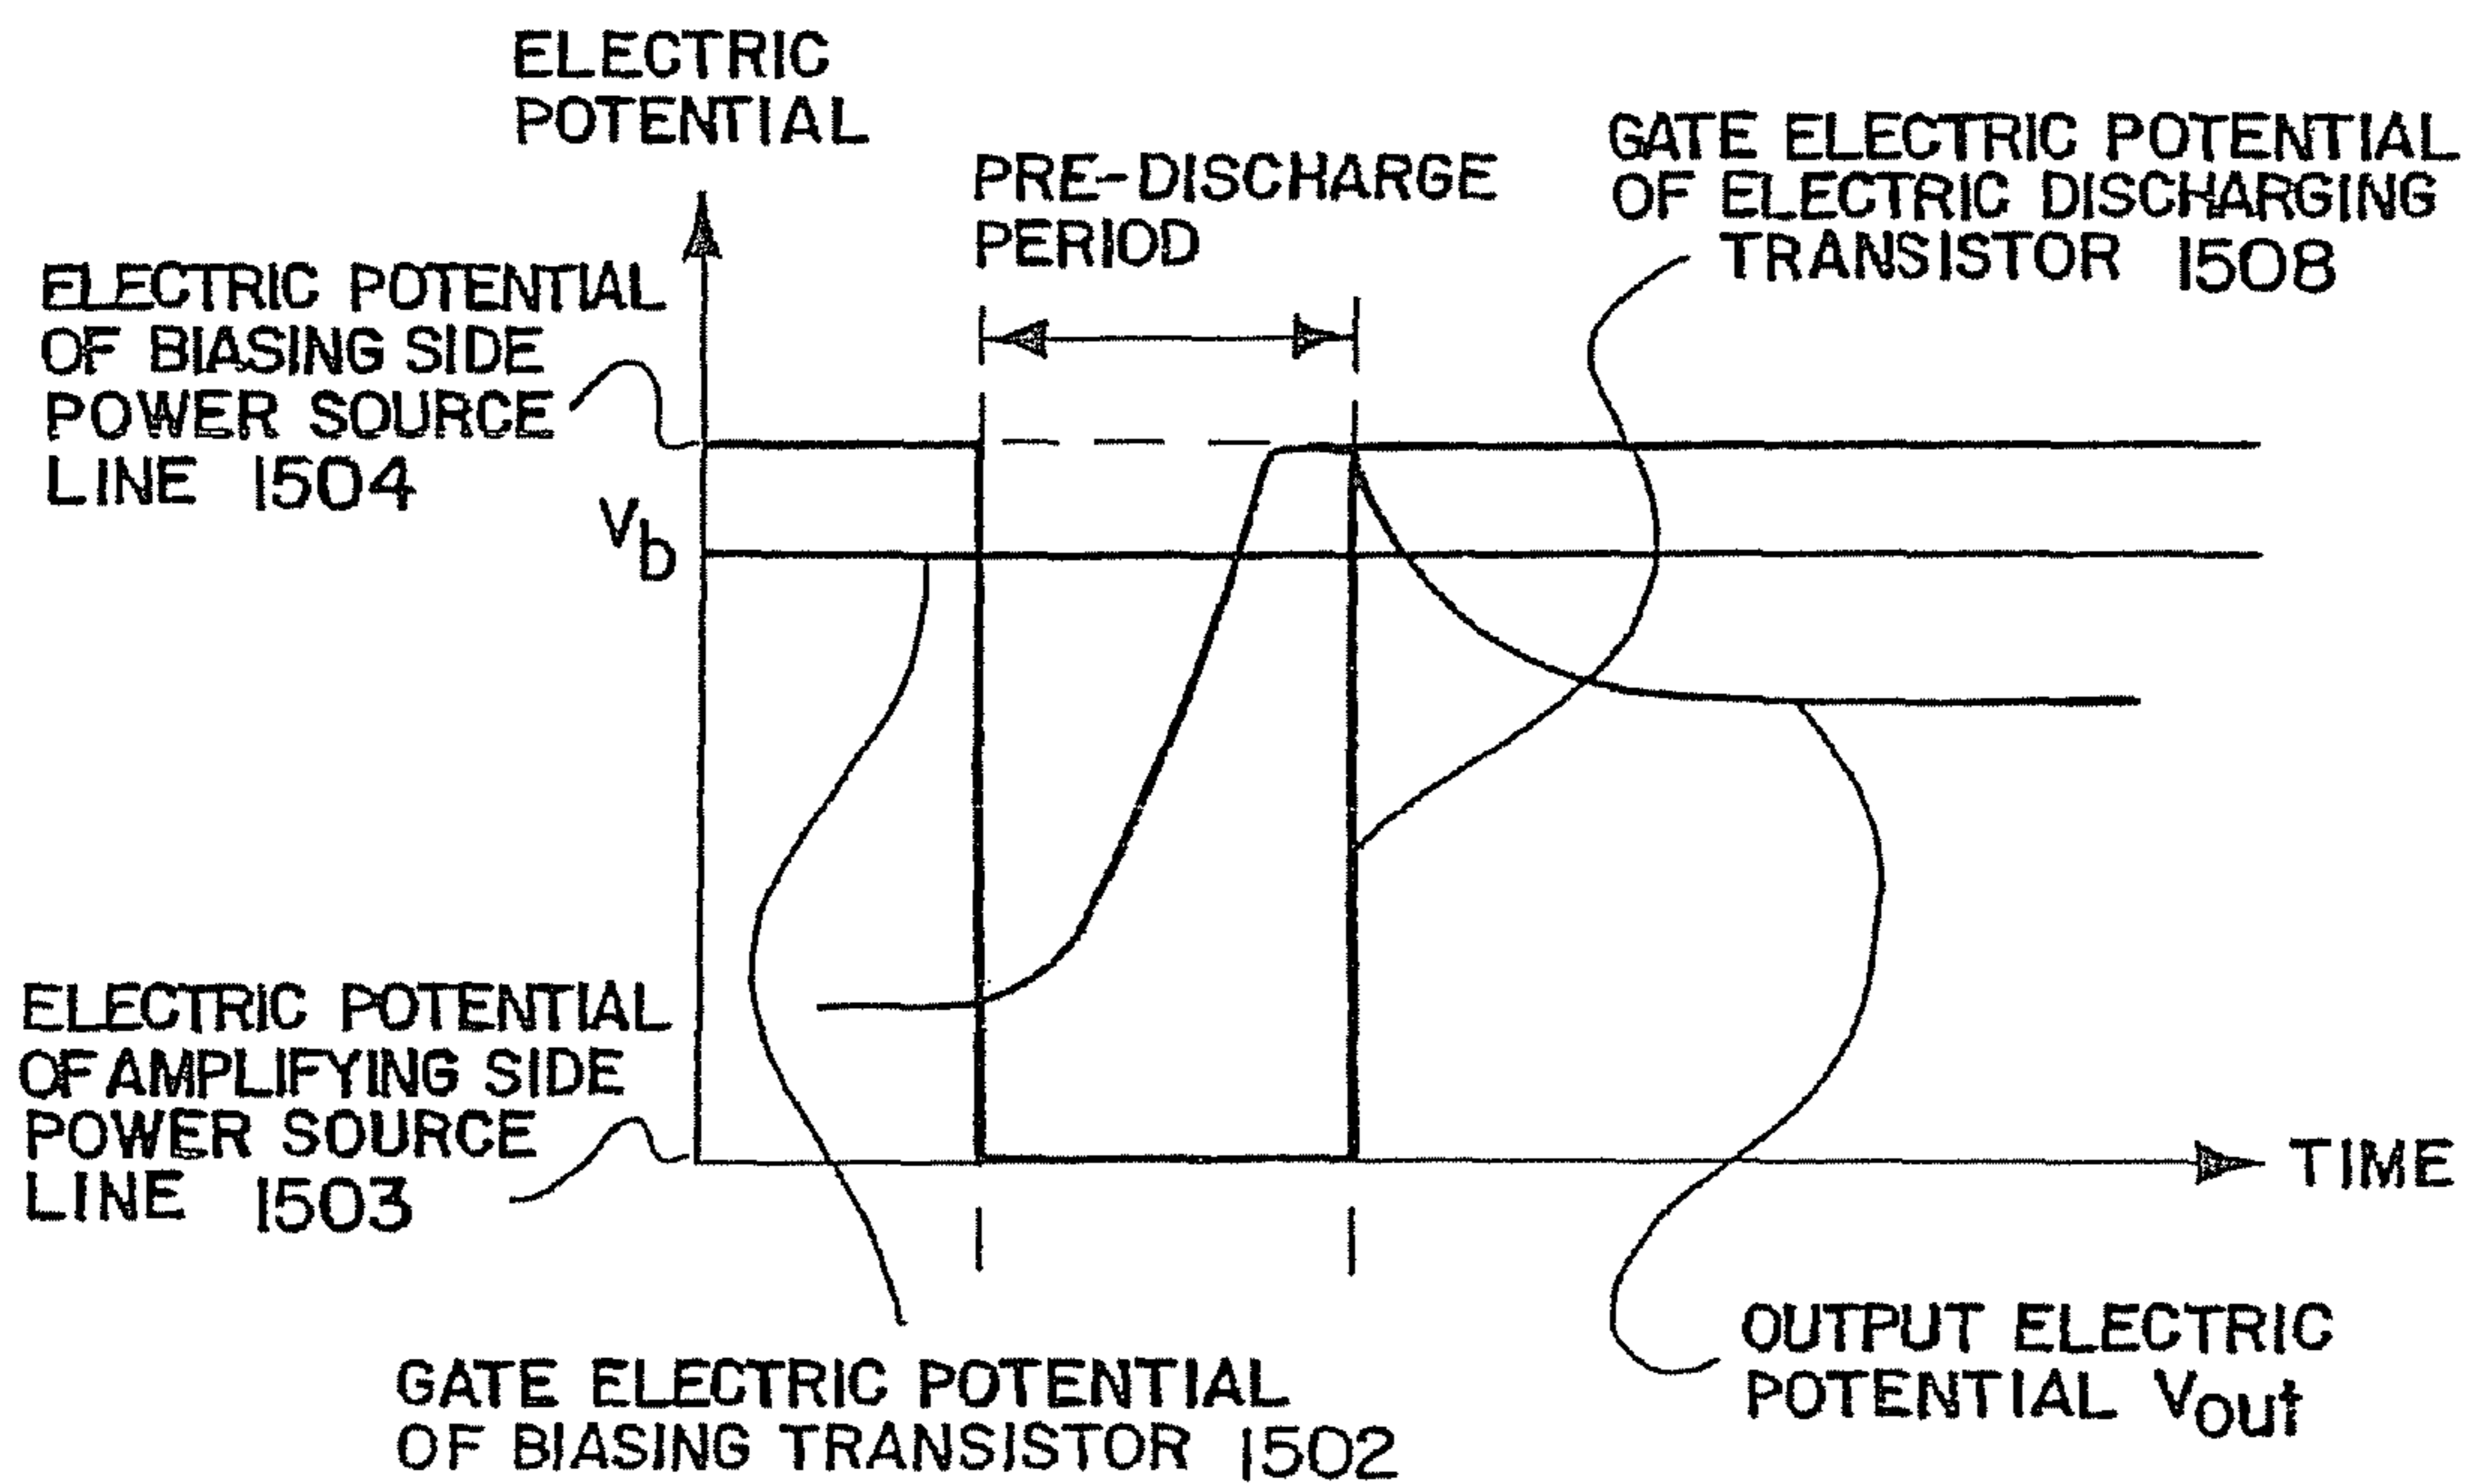 ELECTRIC
POTENTIAL
PRE-DISCHARGE
PERIOD
GATE ELECTRIC POTENTIAL
OF ELECTRIC DISCHARGING
TRANSISTOR 1508
ELECTRIC POTENTIAL
OF BIASING SIDE
POWER SOURCE
LINE 1504
Vb
ELECTRIC POTENTIAL
OF AMPLIFYING SIDE
POWER SOURCE
LINE 1503
TIME
GATE ELECTRIC POTENTIAL
OF BIASING TRANSISTOR 1502
OUTPUT ELECTRIC
POTENTIAL Vout